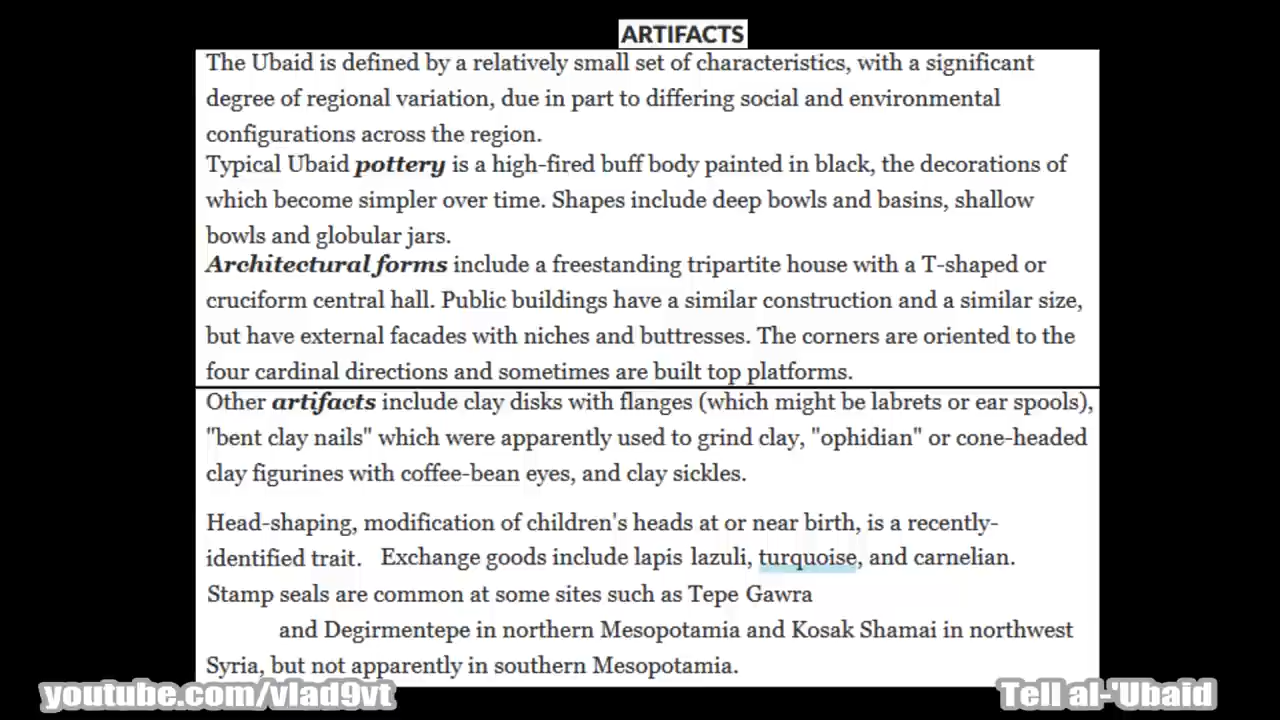 ARTIFACTS
The Ubaid is defined by a relatively small set of characteristics, with a significant
degree of regional variation, due in part to differing social and environmental
configurations across the region.
Typical Ubaid pottery is a high-fired buff body painted in black, the decorations of
which become simpler over time. Shapes include deep bowls and basins, shallow
bowls and globular jars.
Architectural forms include a freestanding tripartite house with a T-shaped or
cruciform central hall. Public buildings have a similar construction and a similar size,
but have external facades with niches and buttresses. The corners are oriented to the
four cardinal directions and sometimes are built top platforms.
Other artifacts include clay disks with flanges (which might be labrets or ear spools),
"bent clay nails" which were apparently used to grind clay, "ophidian" or cone-headed
clay figurines with coffee-bean eyes, and clay sickles.
Head-shaping, modification of children's heads at or near birth, is a recently-
identified trait. Exchange goods include lapis lazuli, turquoise, and carnelian.
Stamp seals are common at some sites such as Tepe Gawra
and Degirmentepe in northern Mesopotamia and Kosak Shamai in northwest
Syria, but not apparently in southern Mesopotamia.
youtube.com/vlad9vt
Tell al-'Ubaid